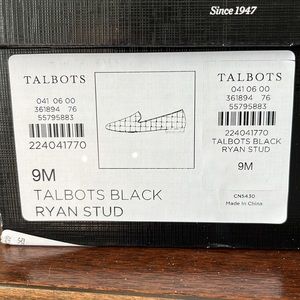 Since 1947
TALBOTS
041 06 00
361894 76
55795883
224041770
9M
TALBOTS BLACK
RYAN STUD
TALBOTS
041 06 00
361894 76
55795883
224041770
TALBOTS BLACK
RYAN STUD
9M
CN5430
Made In China